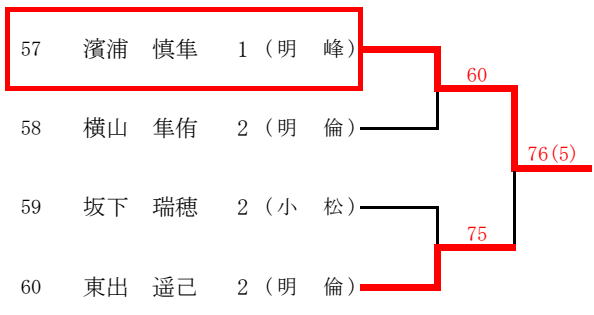 57 濱浦 慎隼 1 (明 峰)
60
58 横山 隼侑 2 (明 倫)
76(5)
59 坂下 瑞穂 2 (小 松)
75
60 東出 遥己 2 (明 倫)